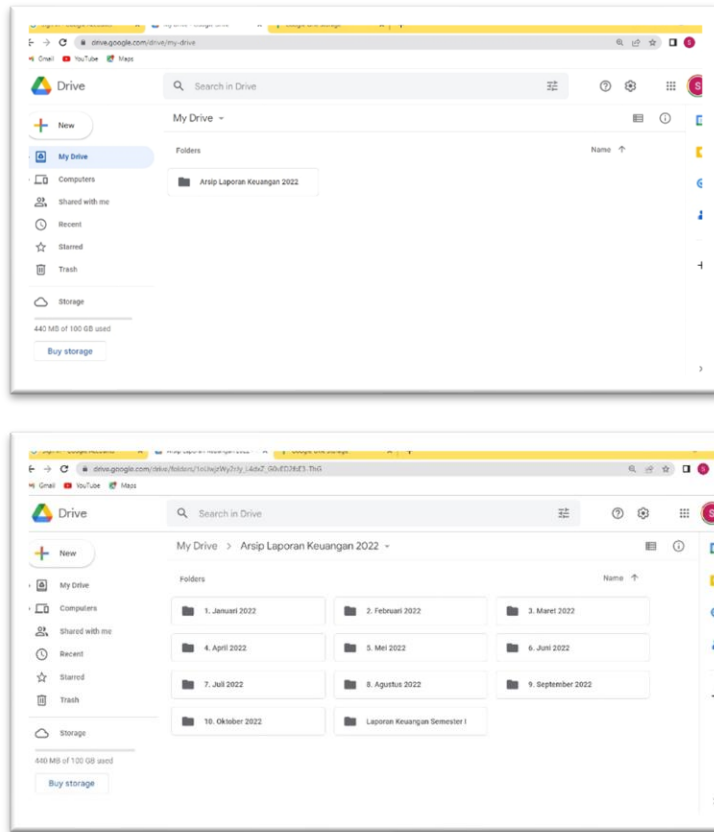 drive.google.com/drive/my-drive
Gmail YouTube Maps
Drive
Search in Drive
New
My Drive
Folders
Name
My Drive
Arsip Laporan Keuangan 2022
Computers
Shared with me
Recent
Starred
Trash
Storage
440 MB of 100 GB used
Buy storage
Gmail YouTube Maps
Drive
Search in Drive
New
My Drive > Arsip Laporan Keuangan 2022
Folders
Name
My Drive
Computers
Shared with me
Recent
Starred
Trash
1. Januari 2022
2. Februari 2022
3. Maret 2022
4. April 2022
5. Mei 2022
6. Juni 2022
7. Juli 2022
8. Agustus 2022
9. September 2022
10. Oktober 2022
Laporan Keuangan Semester I
Storage
440 MB of 100 GB used
Buy storage